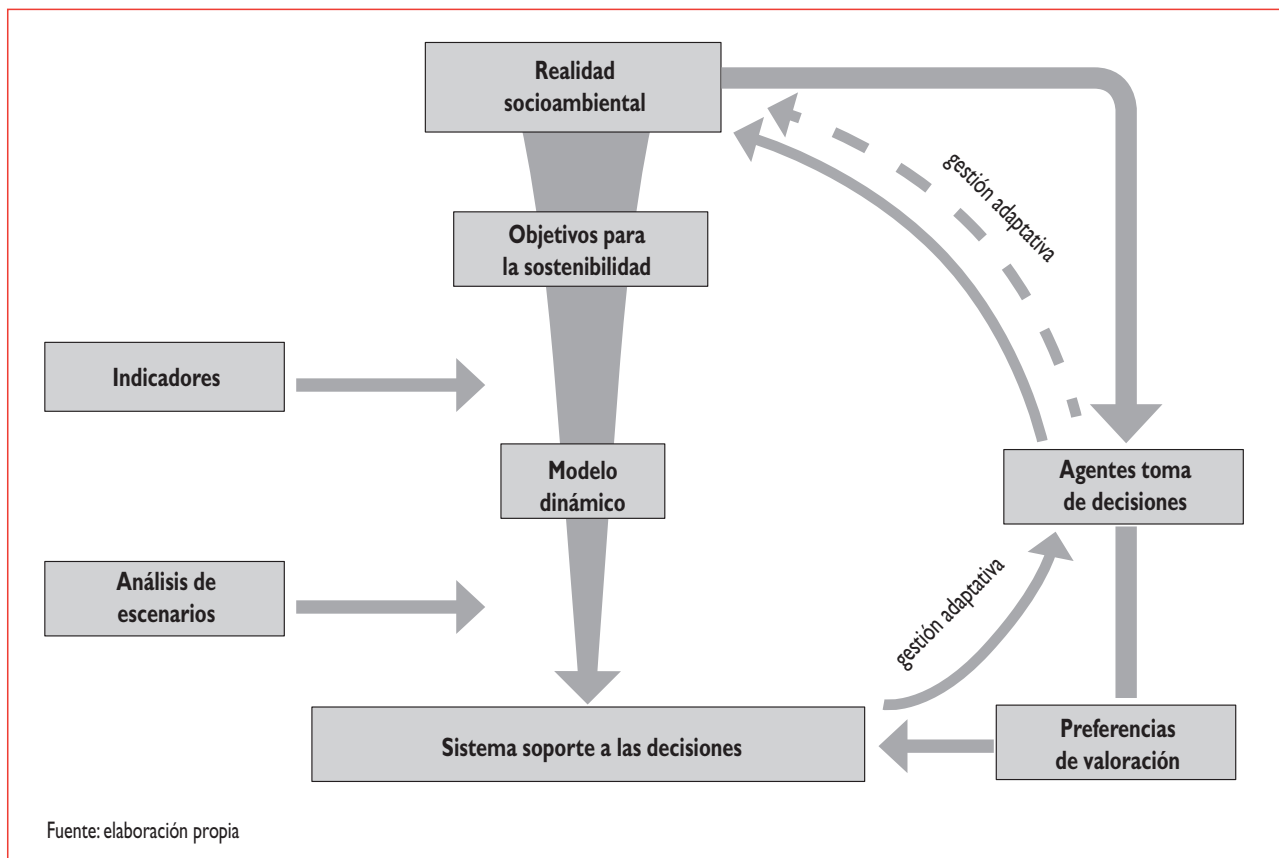 Realidad
socioambiental
gestión adaptativa
Objetivos para
la sostenibilidad
Indicadores
Modelo
dinámico
Agentes toma
de decisiones
Análisis de
escenarios
gestión adaptativa
Sistema soporte a las decisiones
Preferencias
de valoración
Fuente: elaboración propia